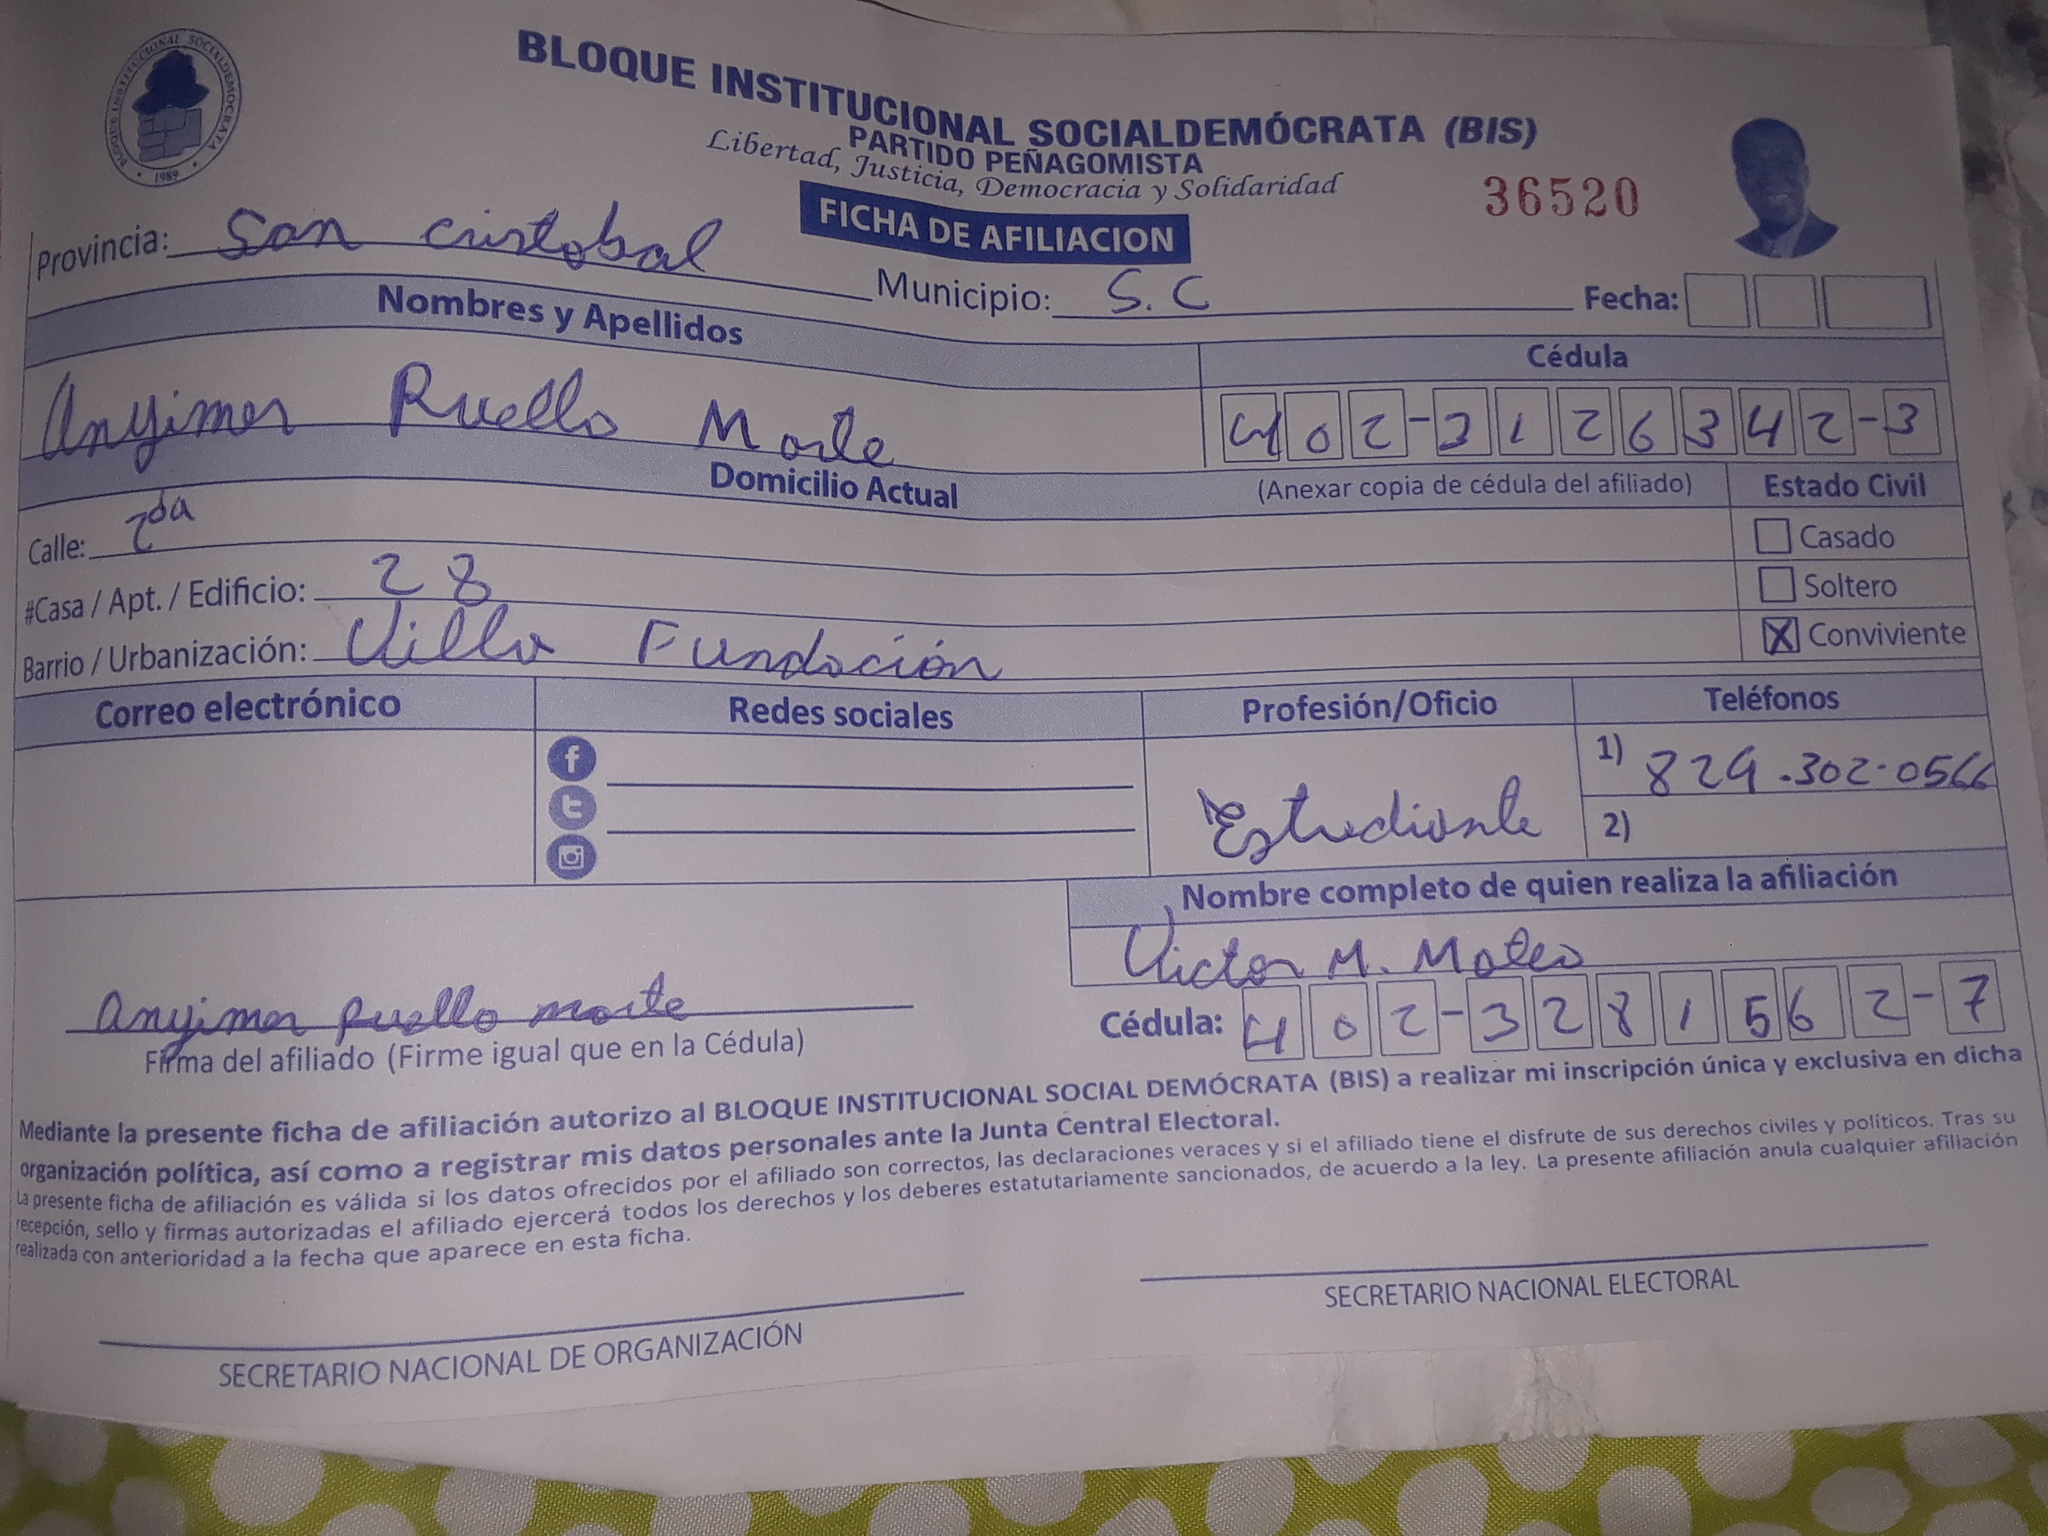 BLOQUE INSTITUCIONAL SOCIALDEMOCRATA
1989
BLOQUE INSTITUCIONAL SOCIALDEMÓCRATA (BIS)
PARTIDO PEÑAGOMISTA
Libertad, Justicia, Democracia y Solidaridad
36520
FICHA DE AFILIACION
Provincia: San cristobal Municipio: S.C Fecha:
Nombres y Apellidos Cédula
Anyimer Ruello Morte 402-3126342-3
Domicilio Actual (Anexar copia de cédula del afiliado) Estado Civil
Calle: 2da Casado
#Casa / Apt. / Edificio: 28 Soltero
Barrio / Urbanización: Villa Fundación X Conviviente
Correo electrónico Redes sociales Profesión/Oficio Teléfonos
Estudiante 1) 829.302.0566
2)
Nombre completo de quien realiza la afiliación
Victor M. Mateo
anyimer ruello morte Cédula: 402-3281562-7
Firma del afiliado (Firme igual que en la Cédula)
Mediante la presente ficha de afiliación autorizo al BLOQUE INSTITUCIONAL SOCIAL DEMÓCRATA (BIS) a realizar mi inscripción única y exclusiva en dicha
organización política, así como a registrar mis datos personales ante la Junta Central Electoral.
La presente ficha de afiliación es válida si los datos ofrecidos por el afiliado son correctos, las declaraciones veraces y si el afiliado tiene el disfrute de sus derechos civiles y políticos. Tras su
recepción, sello y firmas autorizadas el afiliado ejercerá todos los derechos y los deberes estatutariamente sancionados, de acuerdo a la ley. La presente afiliación anula cualquier afiliación
realizada con anterioridad a la fecha que aparece en esta ficha.
SECRETARIO NACIONAL DE ORGANIZACIÓN
SECRETARIO NACIONAL ELECTORAL